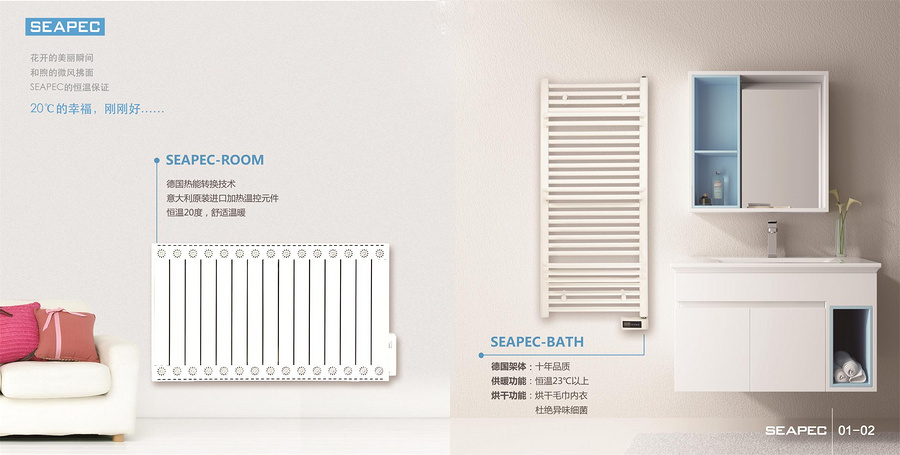 SEAPEC
花开的美丽瞬间
和煦的微风拂面
SEAPEC的恒温保证
20℃的幸福，刚刚好……
SEAPEC-ROOM
德国热能转换技术
意大利原装进口加热温控元件
恒温20度，舒适温暖
SEAPEC-BATH
德国架体：十年品质
供暖功能：恒温23℃以上
烘干功能：烘干毛巾内衣
杜绝异味细菌
SEAPEC 01-02